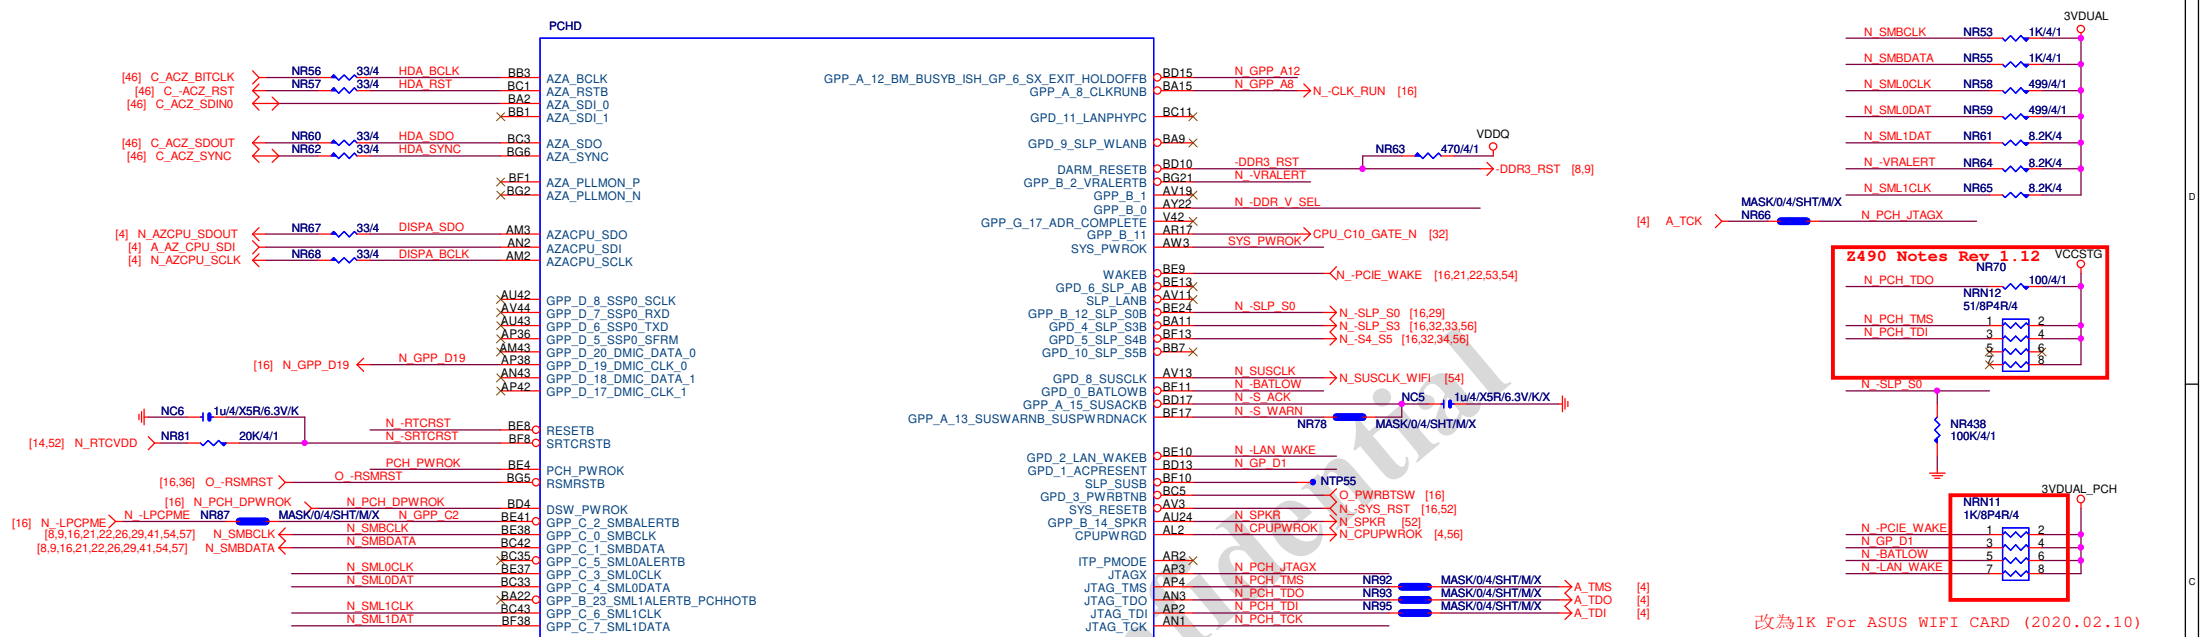 PCHD
[46] C_ACZ_BITCLK NR56 33/4 HDA_BCLK BB3 AZA_BCLK
[46] C_-ACZ_RST NR57 33/4 HDA_RST BC1 AZA_RSTB
[46] C_ACZ_SDIN0 BA2 AZA_SDI_0
BB1 AZA_SDI_1
[46] C_ACZ_SDOUT NR60 33/4 HDA_SDO BC3 AZA_SDO
[46] C_ACZ_SYNC NR62 33/4 HDA_SYNC BG6 AZA_SYNC
BF1 AZA_PLLMON_P
BG2 AZA_PLLMON_N
[4] N_AZCPU_SDOUT NR67 33/4 DISPA_SDO AM3 AZACPU_SDO
[4] A_AZ_CPU_SDI AN2 AZACPU_SDI
[4] N_AZCPU_SCLK NR68 33/4 DISPA_BCLK AM2 AZACPU_SCLK
AU42 GPP_D_8_SSP0_SCLK
AV44 GPP_D_7_SSP0_RXD
AU43 GPP_D_6_SSP0_TXD
AP36 GPP_D_5_SSP0_SFRM
AM43 GPP_D_20_DMIC_DATA_0
[16] N_GPP_D19 N_GPP_D19 AP38 GPP_D_19_DMIC_CLK_0
AN43 GPP_D_18_DMIC_DATA_1
AP42 GPP_D_17_DMIC_CLK_1
NC6 1u/4/X5R/6.3V/K
N_-RTCRST BE8 RESETB
[14,52] N_RTCVDD NR81 20K/4/1 N_-SRTCRST BF8 SRTCRSTB
PCH_PWROK BE4 PCH_PWROK
[16,36] O_-RSMRST O_-RSMRST BG5 RSMRSTB
[16] N_PCH_DPWROK N_PCH_DPWROK BD4 DSW_PWROK
[16] N_-LPCPME N_-LPCPME NR87 MASK/0/4/SHT/M/X N_GPP_C2 BE41 GPP_C_2_SMBALERTB
[8,9,16,21,22,26,29,41,54,57] N_SMBCLK N_SMBCLK BE38 GPP_C_0_SMBCLK
[8,9,16,21,22,26,29,41,54,57] N_SMBDATA N_SMBDATA BC42 GPP_C_1_SMBDATA
BC35 GPP_C_5_SML0ALERTB
N_SML0CLK BE37 GPP_C_3_SML0CLK
N_SML0DAT BC33 GPP_C_4_SML0DATA
BA22 GPP_B_23_SML1ALERTB_PCHHOTB
N_SML1CLK BC43 GPP_C_6_SML1CLK
N_SML1DAT BF38 GPP_C_7_SML1DATA
GPP_A_12_BM_BUSYB_ISH_GP_6_SX_EXIT_HOLDOFFB BD15 N_GPP_A12
GPP_A_8_CLKRUNB BA15 N_GPP_A8 N_-CLK_RUN [16]
GPD_11_LANPHYPC BC11
GPD_9_SLP_WLANB BA9
VDDQ
NR63 470/4/1
DARM_RESETB BD10 -DDR3_RST -DDR3_RST [8,9]
GPP_B_2_VRALERTB BG21 N_-VRALERT
GPP_B_1 AV19
GPP_B_0 AY22 N_-DDR_V_SEL
GPP_G_17_ADR_COMPLETE V42
GPP_B_11 AR17 CPU_C10_GATE_N [32]
SYS_PWROK AW3 SYS_PWROK
WAKEB BE9 N_-PCIE_WAKE [16,21,22,53,54]
GPD_6_SLP_AB BE13
SLP_LANB AV11
GPP_B_12_SLP_S0B BE24 N_-SLP_S0 N_-SLP_S0 [16,29]
GPD_4_SLP_S3B BA11 N_-SLP_S3 [16,32,33,56]
GPD_5_SLP_S4B BF13 N_-S4_S5 [16,32,34,56]
GPD_10_SLP_S5B BB7
GPD_8_SUSCLK AV13 N_SUSCLK N_SUSCLK_WIFI [54]
GPD_0_BATLOWB BF11 N_-BATLOW
GPP_A_15_SUSACKB BD17 N_-S_ACK NC5 1u/4/X5R/6.3V/K/X
GPP_A_13_SUSWARNB_SUSPWRDNACK BF17 N_-S_WARN NR78 MASK/0/4/SHT/M/X
GPD_2_LAN_WAKEB BE10 N_-LAN_WAKE
GPD_1_ACPRESENT BD13 N_GP_D1
SLP_SUSB BF10 NTP55
GPD_3_PWRBTNB BC5 O_PWRBTSW [16]
SYS_RESETB AV3 N_-SYS_RST [16,52]
GPP_B_14_SPKR AU24 N_SPKR N_SPKR [52]
CPUPWRGD AL2 N_CPUPWROK N_CPUPWROK [4,56]
ITP_PMODE AR2
JTAGX AP3 N_PCH_JTAGX
JTAG_TMS AP4 N_PCH_TMS NR92 MASK/0/4/SHT/M/X A_TMS [4]
JTAG_TDO AN3 N_PCH_TDO NR93 MASK/0/4/SHT/M/X A_TDO [4]
JTAG_TDI AP2 N_PCH_TDI NR95 MASK/0/4/SHT/M/X A_TDI [4]
JTAG_TCK AN1 N_PCH_TCK
3VDUAL
N_SMBCLK NR53 1K/4/1
N_SMBDATA NR55 1K/4/1
N_SML0CLK NR58 499/4/1
N_SML0DAT NR59 499/4/1
N_SML1DAT NR61 8.2K/4
N_-VRALERT NR64 8.2K/4
N_SML1CLK NR65 8.2K/4
MASK/0/4/SHT/M/X
[4] A_TCK NR66 N_PCH_JTAGX
Z490 Notes Rev 1.12 VCCSTG
NR70
N_PCH_TDO 100/4/1
NRN12
51/8P4R/4
N_PCH_TMS 1 2
N_PCH_TDI 3 4
5 6
7 8
N_-SLP_S0
NR438
100K/4/1
3VDUAL_PCH
NRN11
1K/8P4R/4
N_-PCIE_WAKE 1 2
N_GP_D1 3 4
N_-BATLOW 5 6
N_-LAN_WAKE 7 8
改為1K For ASUS WIFI CARD (2020.02.10)
D
C